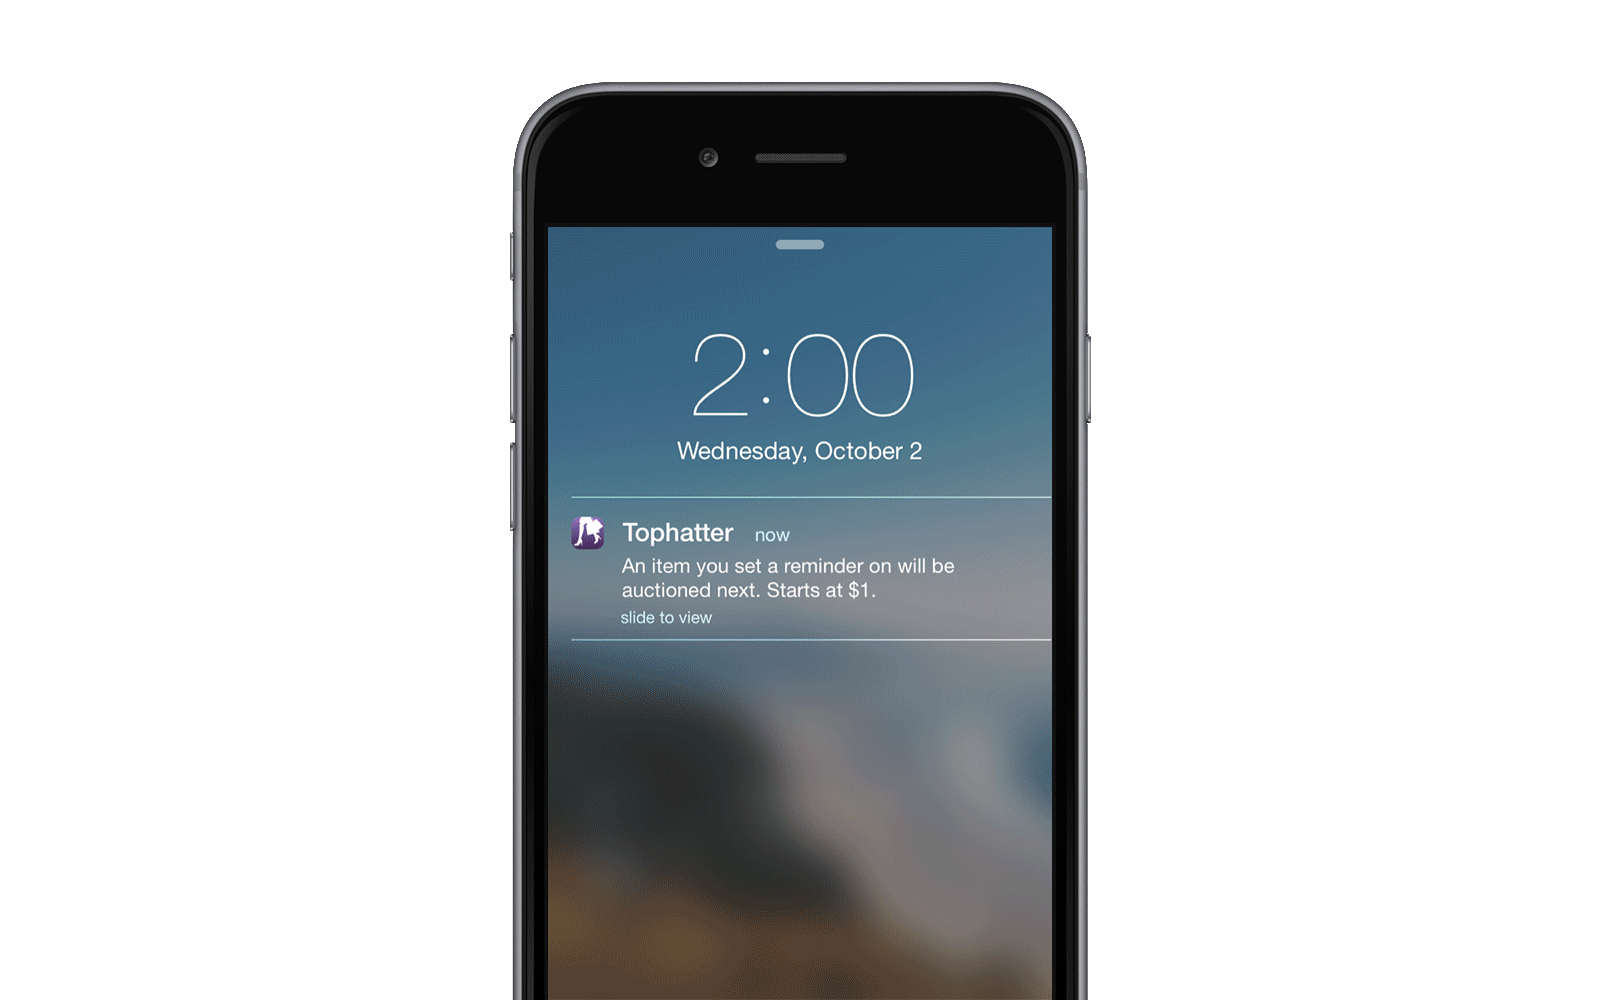 2:00
Wednesday, October 2
Tophatter now
An item you set a reminder on will be
auctioned next. Starts at $1.
slide to view